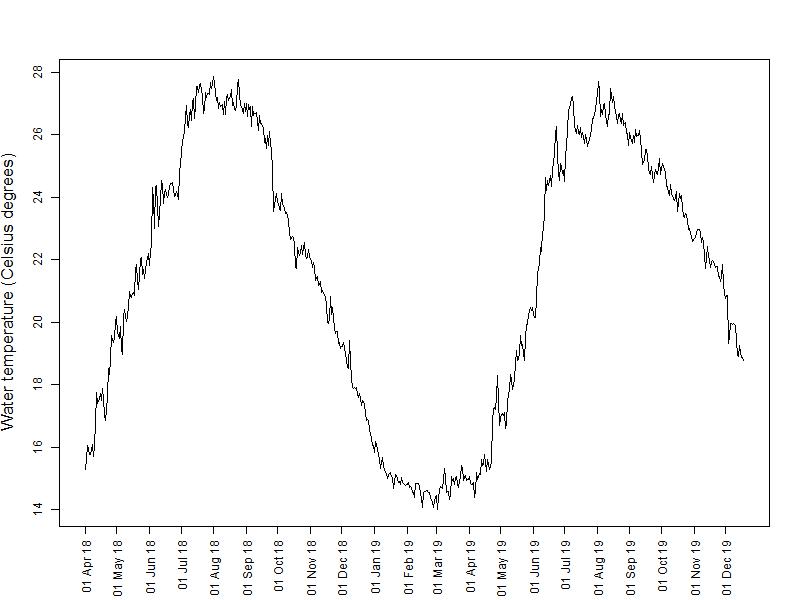 Water temperature (Celsius degrees)
28
26
24
22
20
18
16
14
01 Apr 18
01 May 18
01 Jun 18
01 Jul 18
01 Aug 18
01 Sep 18
01 Oct 18
01 Nov 18
01 Dec 18
01 Jan 19
01 Feb 19
01 Mar 19
01 Apr 19
01 May 19
01 Jun 19
01 Jul 19
01 Aug 19
01 Sep 19
01 Oct 19
01 Nov 19
01 Dec 19